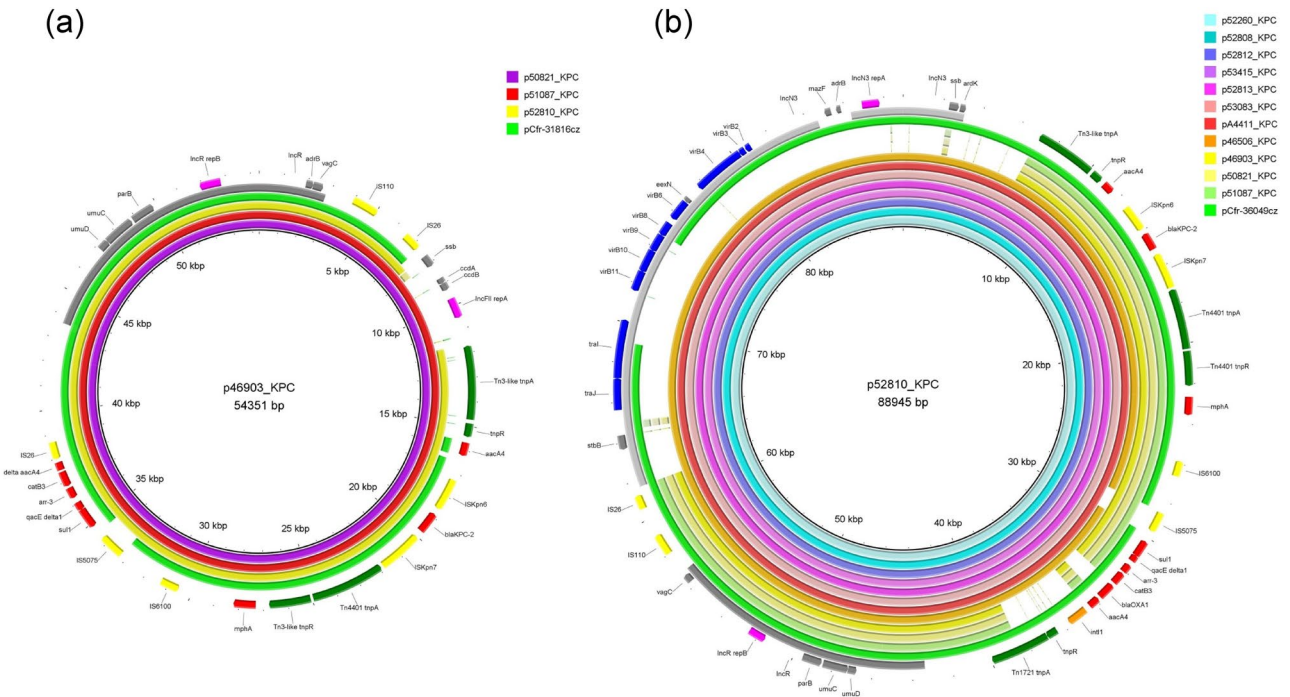 (a)
p50821_KPC
p51087_KPC
p52810_KPC
pCfr-31816cz
IncR repB
IncR
adrB
vagC
IS110
IS26
ssb
ccdA
ccdB
IncFII repA
Tn3-like tnpA
tnpR
aacA4
ISKpn6
blaKPC-2
ISKpn7
Tn4401 tnpA
Tn3-like tnpR
mphA
IS6100
IS5075
sul1
qacE delta1
arr-3
catB3
delta aacA4
IS26
umuD
umuC
parB
5 kbp
10 kbp
15 kbp
20 kbp
25 kbp
30 kbp
35 kbp
40 kbp
45 kbp
50 kbp
p46903_KPC
54351 bp
(b)
p52260_KPC
p52808_KPC
p52812_KPC
p53415_KPC
p52813_KPC
p53083_KPC
pA4411_KPC
p46506_KPC
p46903_KPC
p50821_KPC
p51087_KPC
pCfr-36049cz
IncN3
mazF
adrB
IncN3 repA
IncN3
ssb
ardK
Tn3-like tnpA
tnpR
aacA4
ISKpn6
blaKPC-2
ISKpn7
Tn4401 tnpA
Tn4401 tnpR
mphA
IS6100
IS5075
sul1
qacE delta1
arr-3
catB3
blaOXA1
aacA4
intI1
tnpR
Tn1721 tnpA
umuD
umuC
parB
IncR
IncR repB
vagC
IS110
IS26
stbB
traJ
traI
virB11
virB10
virB9
virB8
virB6
eexN
virB4
virB3
virB2
10 kbp
20 kbp
30 kbp
40 kbp
50 kbp
60 kbp
70 kbp
80 kbp
p52810_KPC
88945 bp